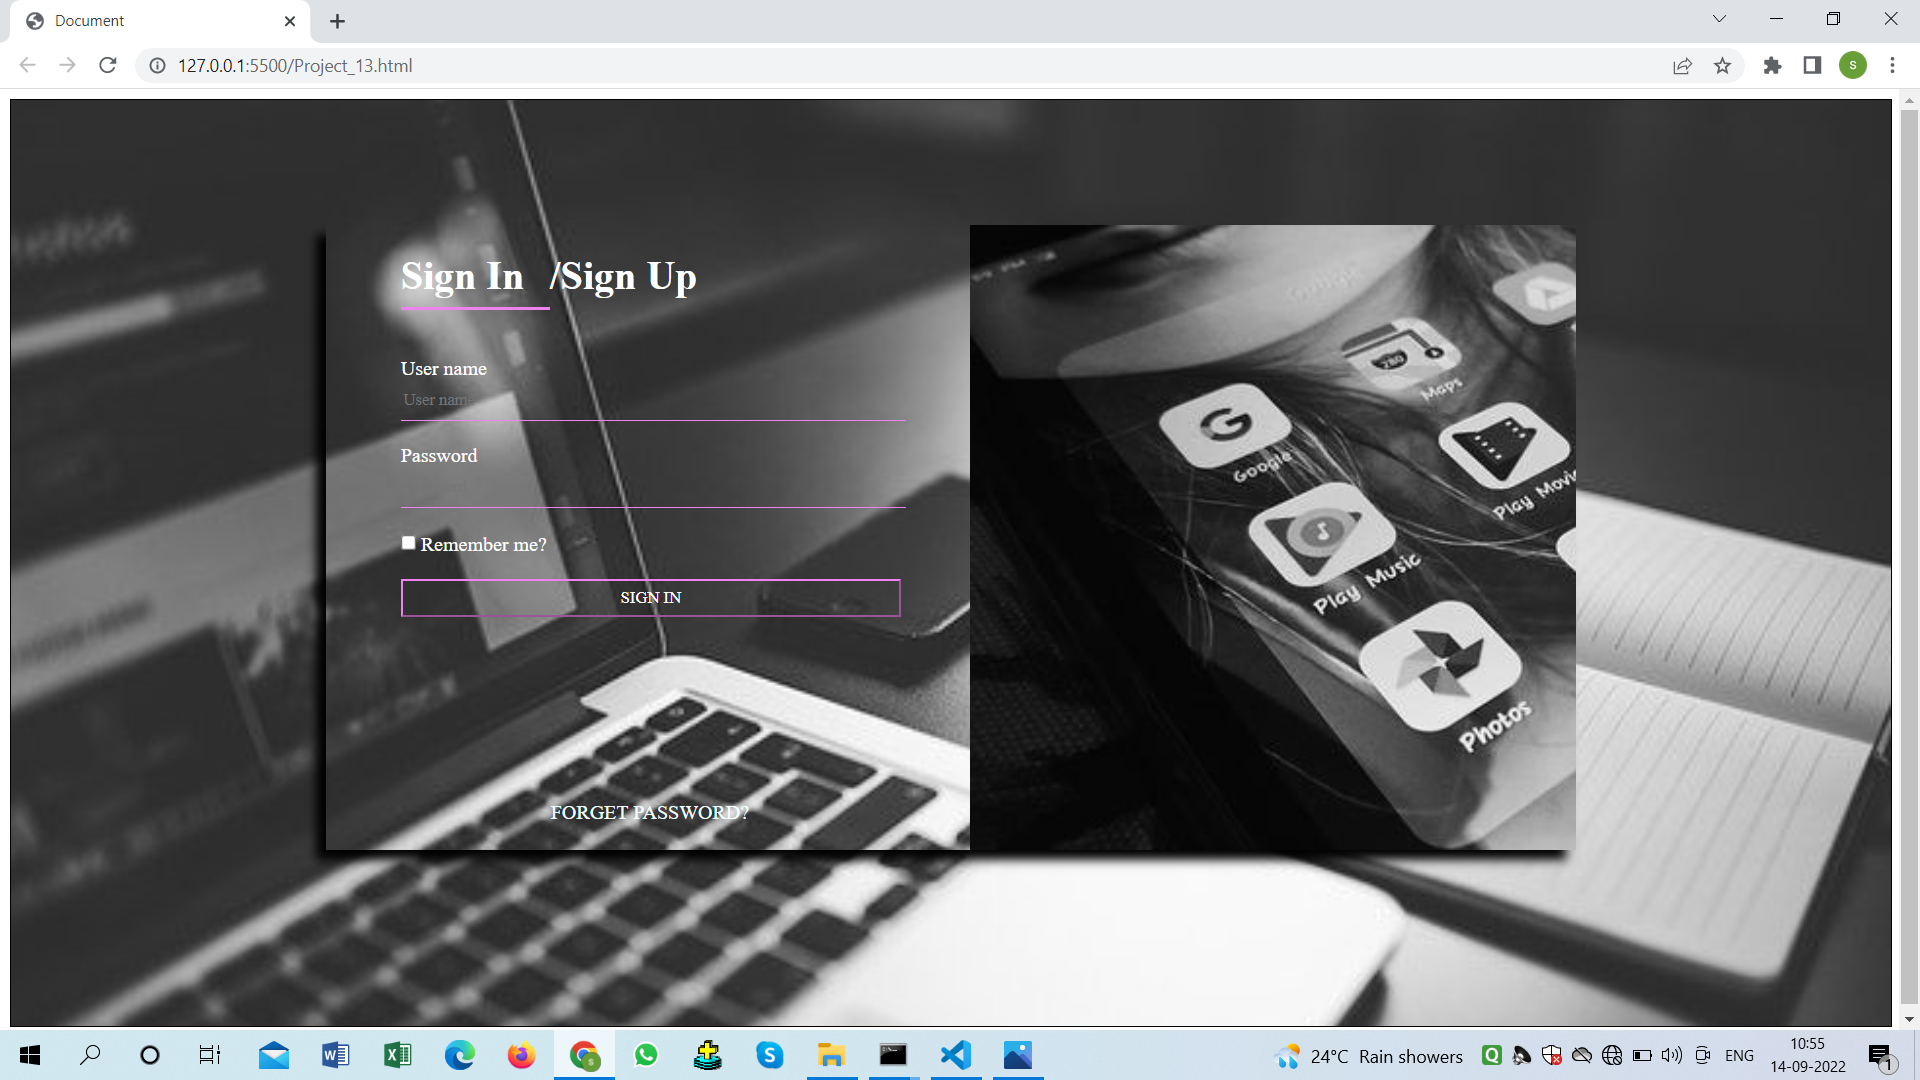 Document
127.0.0.1:5500/Project_13.html
s
Sign In /Sign Up
User name
User name
Password
Remember me?
SIGN IN
FORGET PASSWORD?
Maps
Google
Play Movi
Play Music
Photos
24°C Rain showers
ENG
10:55
14-09-2022
1